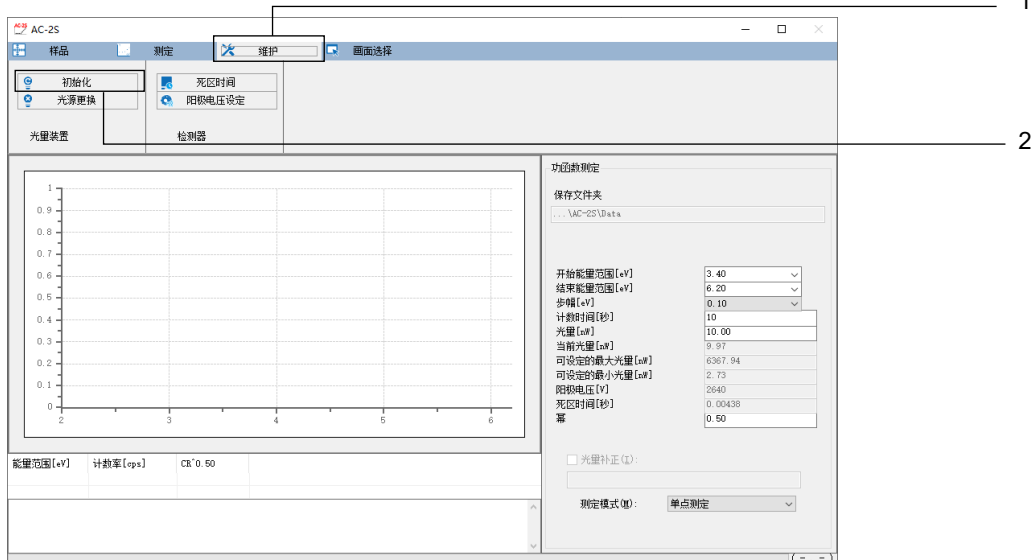 1
AC-2S
样品 测定 维护 画面选择
初始化 死区时间
光源更换 阳极电压设定
光量装置 检测器
2
功函数测定
保存文件夹
...\AC-2S\Data
1
0.9
0.8
0.7
0.6
0.5
0.4
0.3
0.2
0.1
0
2 3 4 5 6
开始能量范围[eV] 3.40
结束能量范围[eV] 6.20
步幅[eV] 0.10
计数时间[秒] 10
光量[nW] 10.00
当前光量[nW] 9.97
可设定的最大光量[nW] 6367.94
可设定的最小光量[nW] 2.73
阳极电压[V] 2640
死区时间[秒] 0.00438
幂 0.50
能量范围[eV] 计数率[cps] CR^0.50
光量补正(I):
测定模式(M): 单点测定